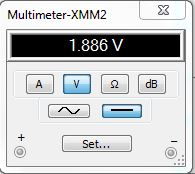 Multimeter-XMM2
1.886 V
A V Ω dB
+ Set... -